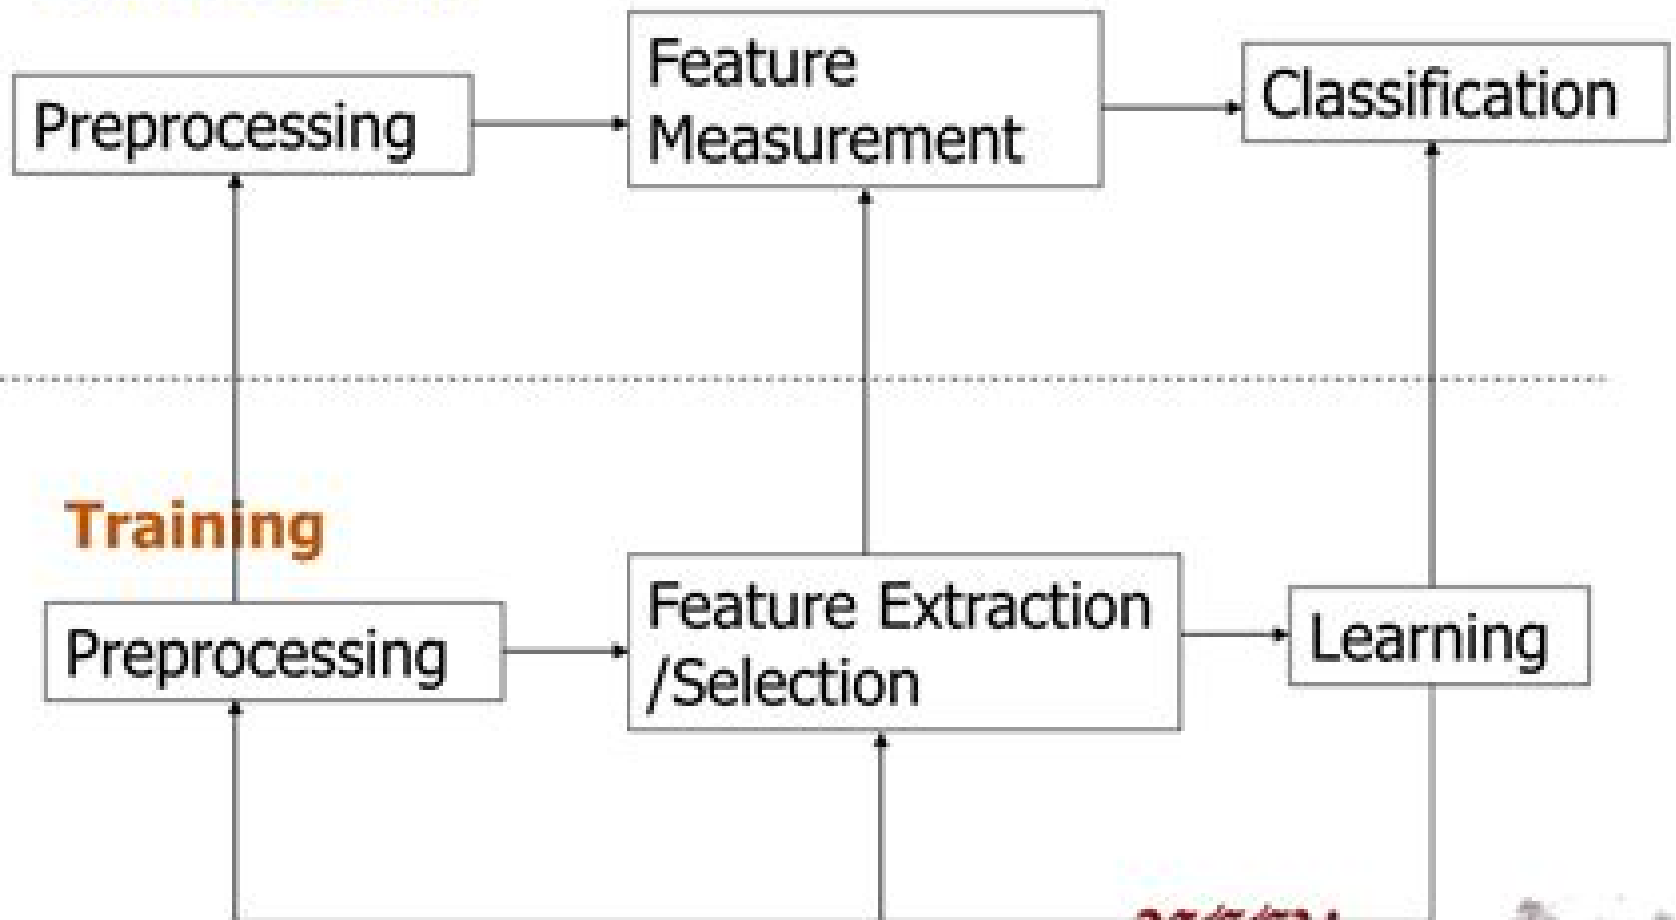 Feature
Measurement
Preprocessing
Classification
Training
Preprocessing
Feature Extraction
/Selection
Learning